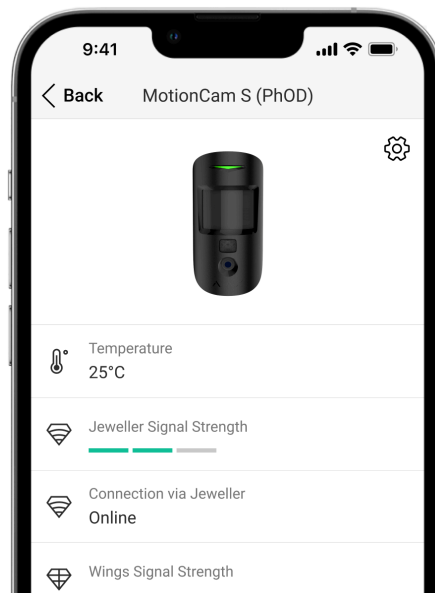 9:41
Back MotionCam S (PhOD)
Temperature
25°C
Jeweller Signal Strength
Connection via Jeweller
Online
Wings Signal Strength